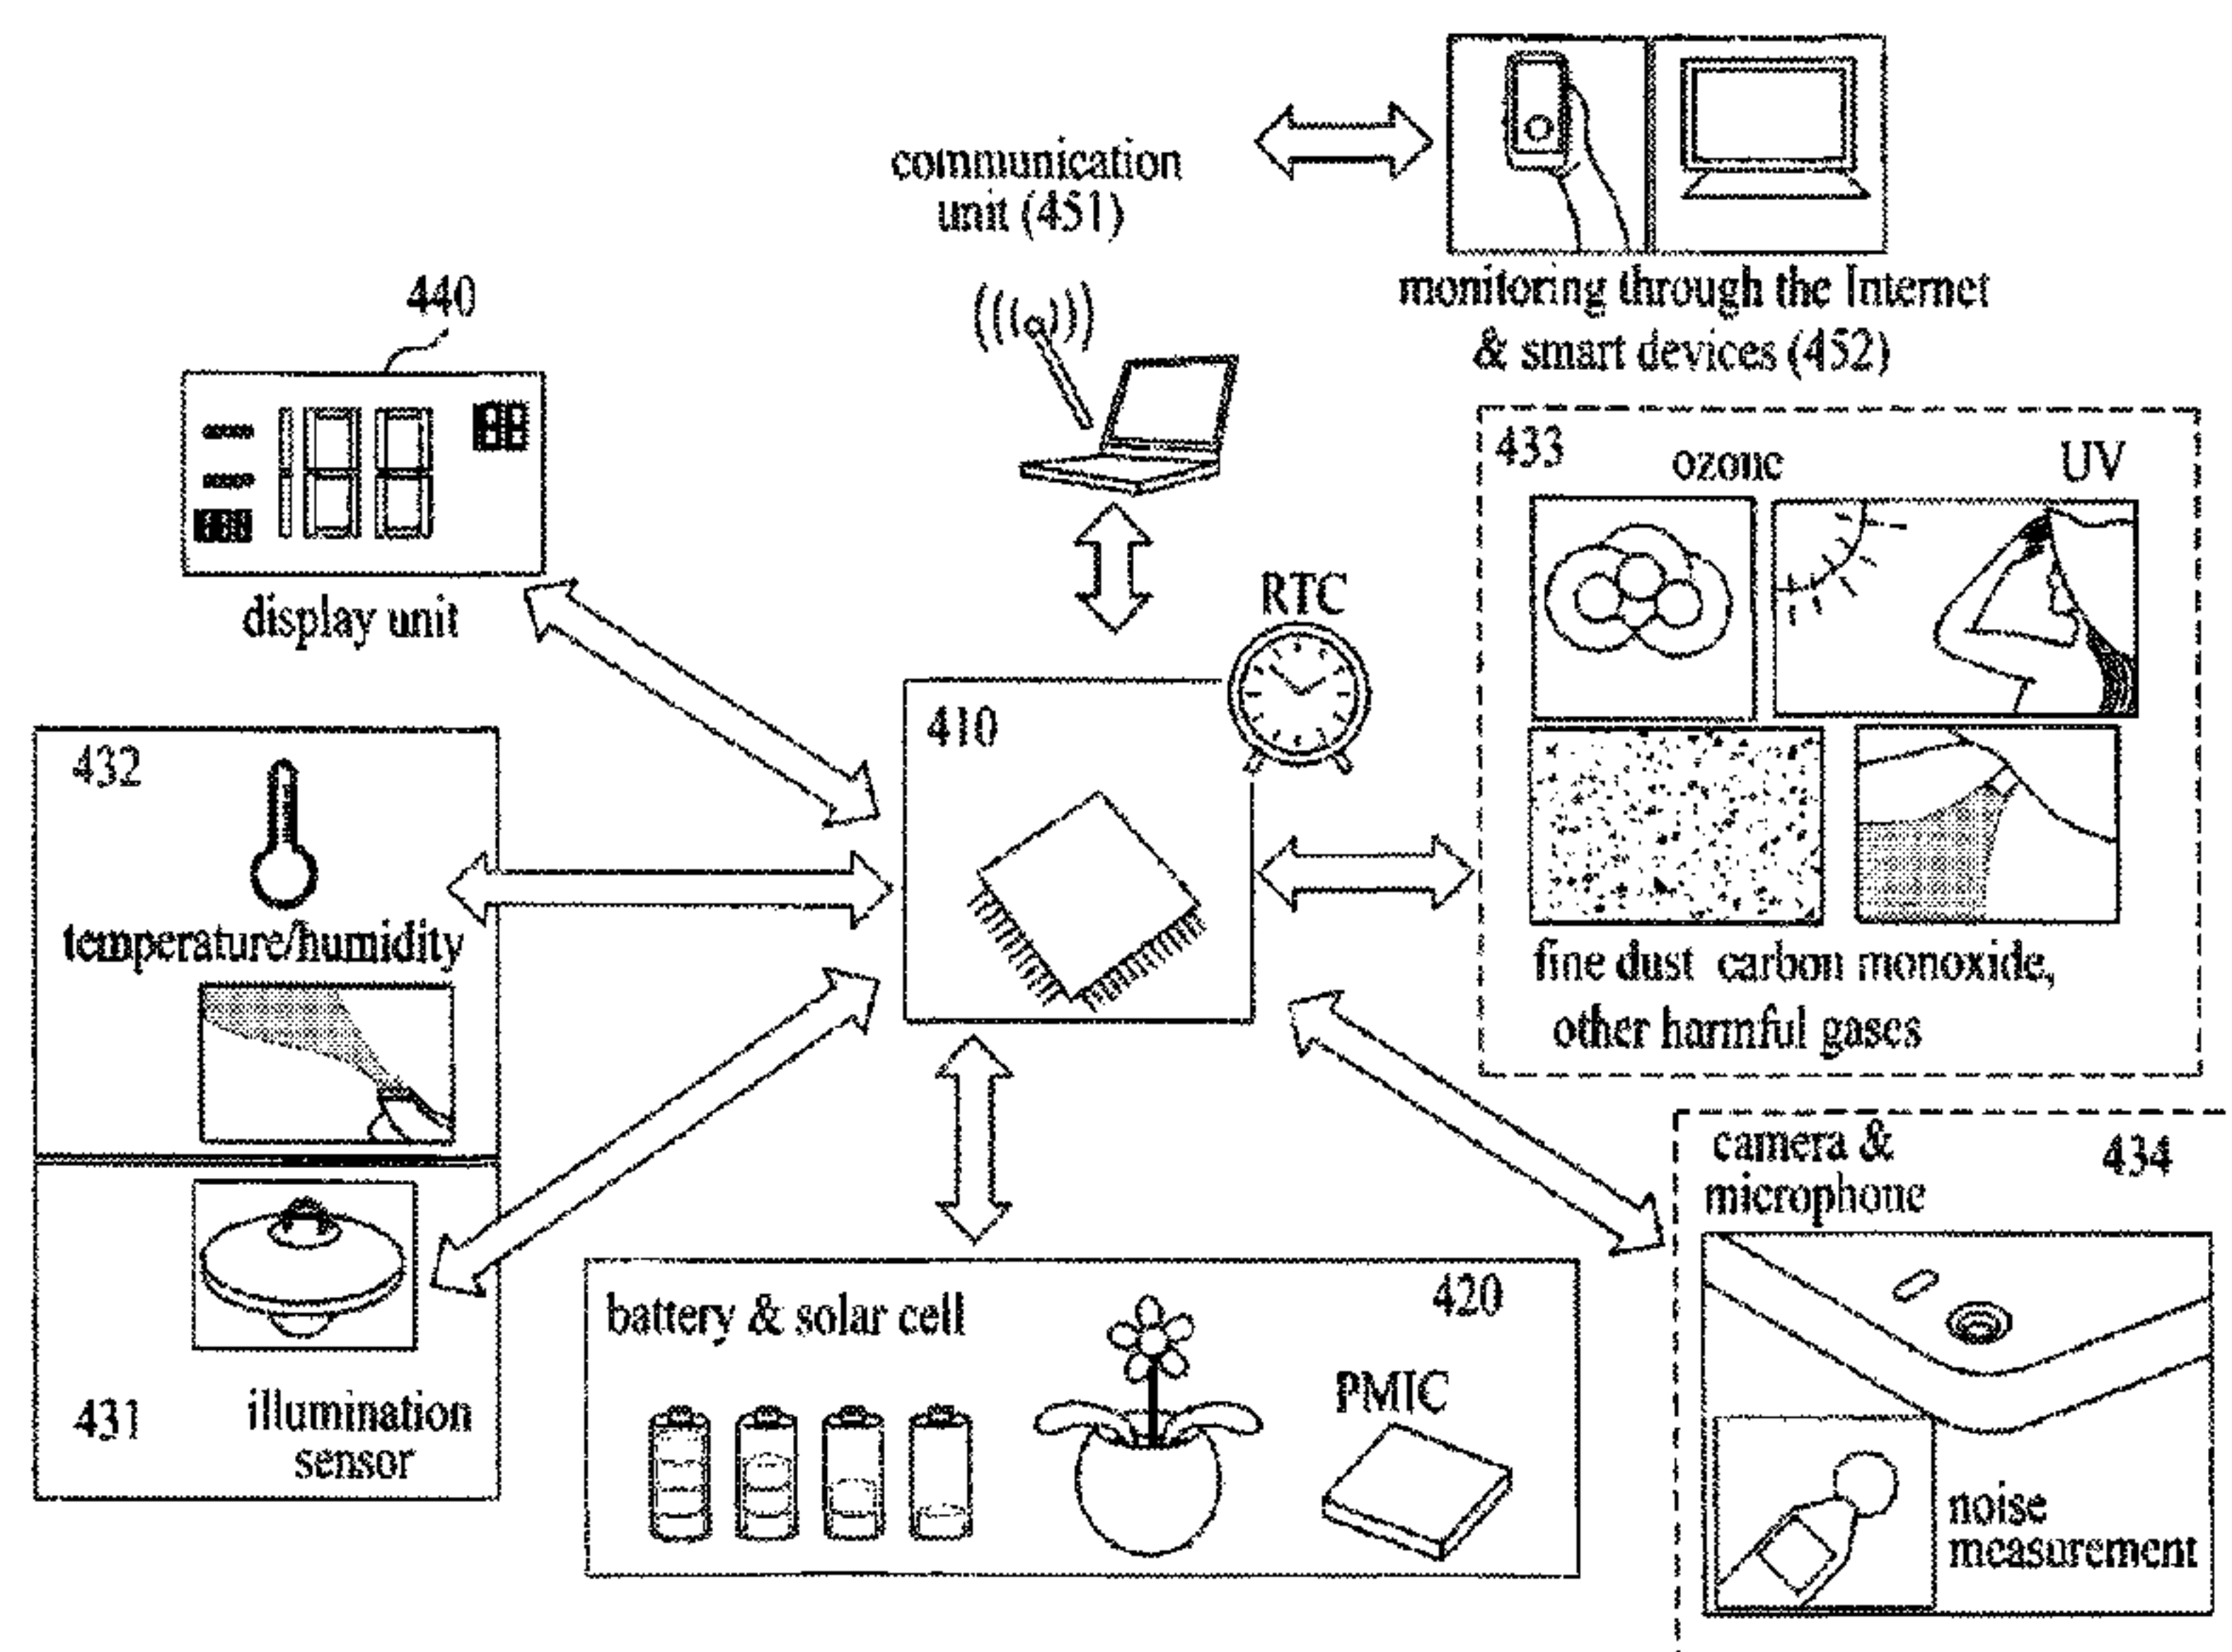 communication
unit (451)
monitoring through the Internet
& smart devices (452)
440
display unit
433
ozone
UV
RTC
410
432
temperature/humidity
fine dust carbon monoxide,
other harmful gases
camera &
microphone
434
431
illumination
sensor
battery & solar cell
420
PMIC
noise
measurement